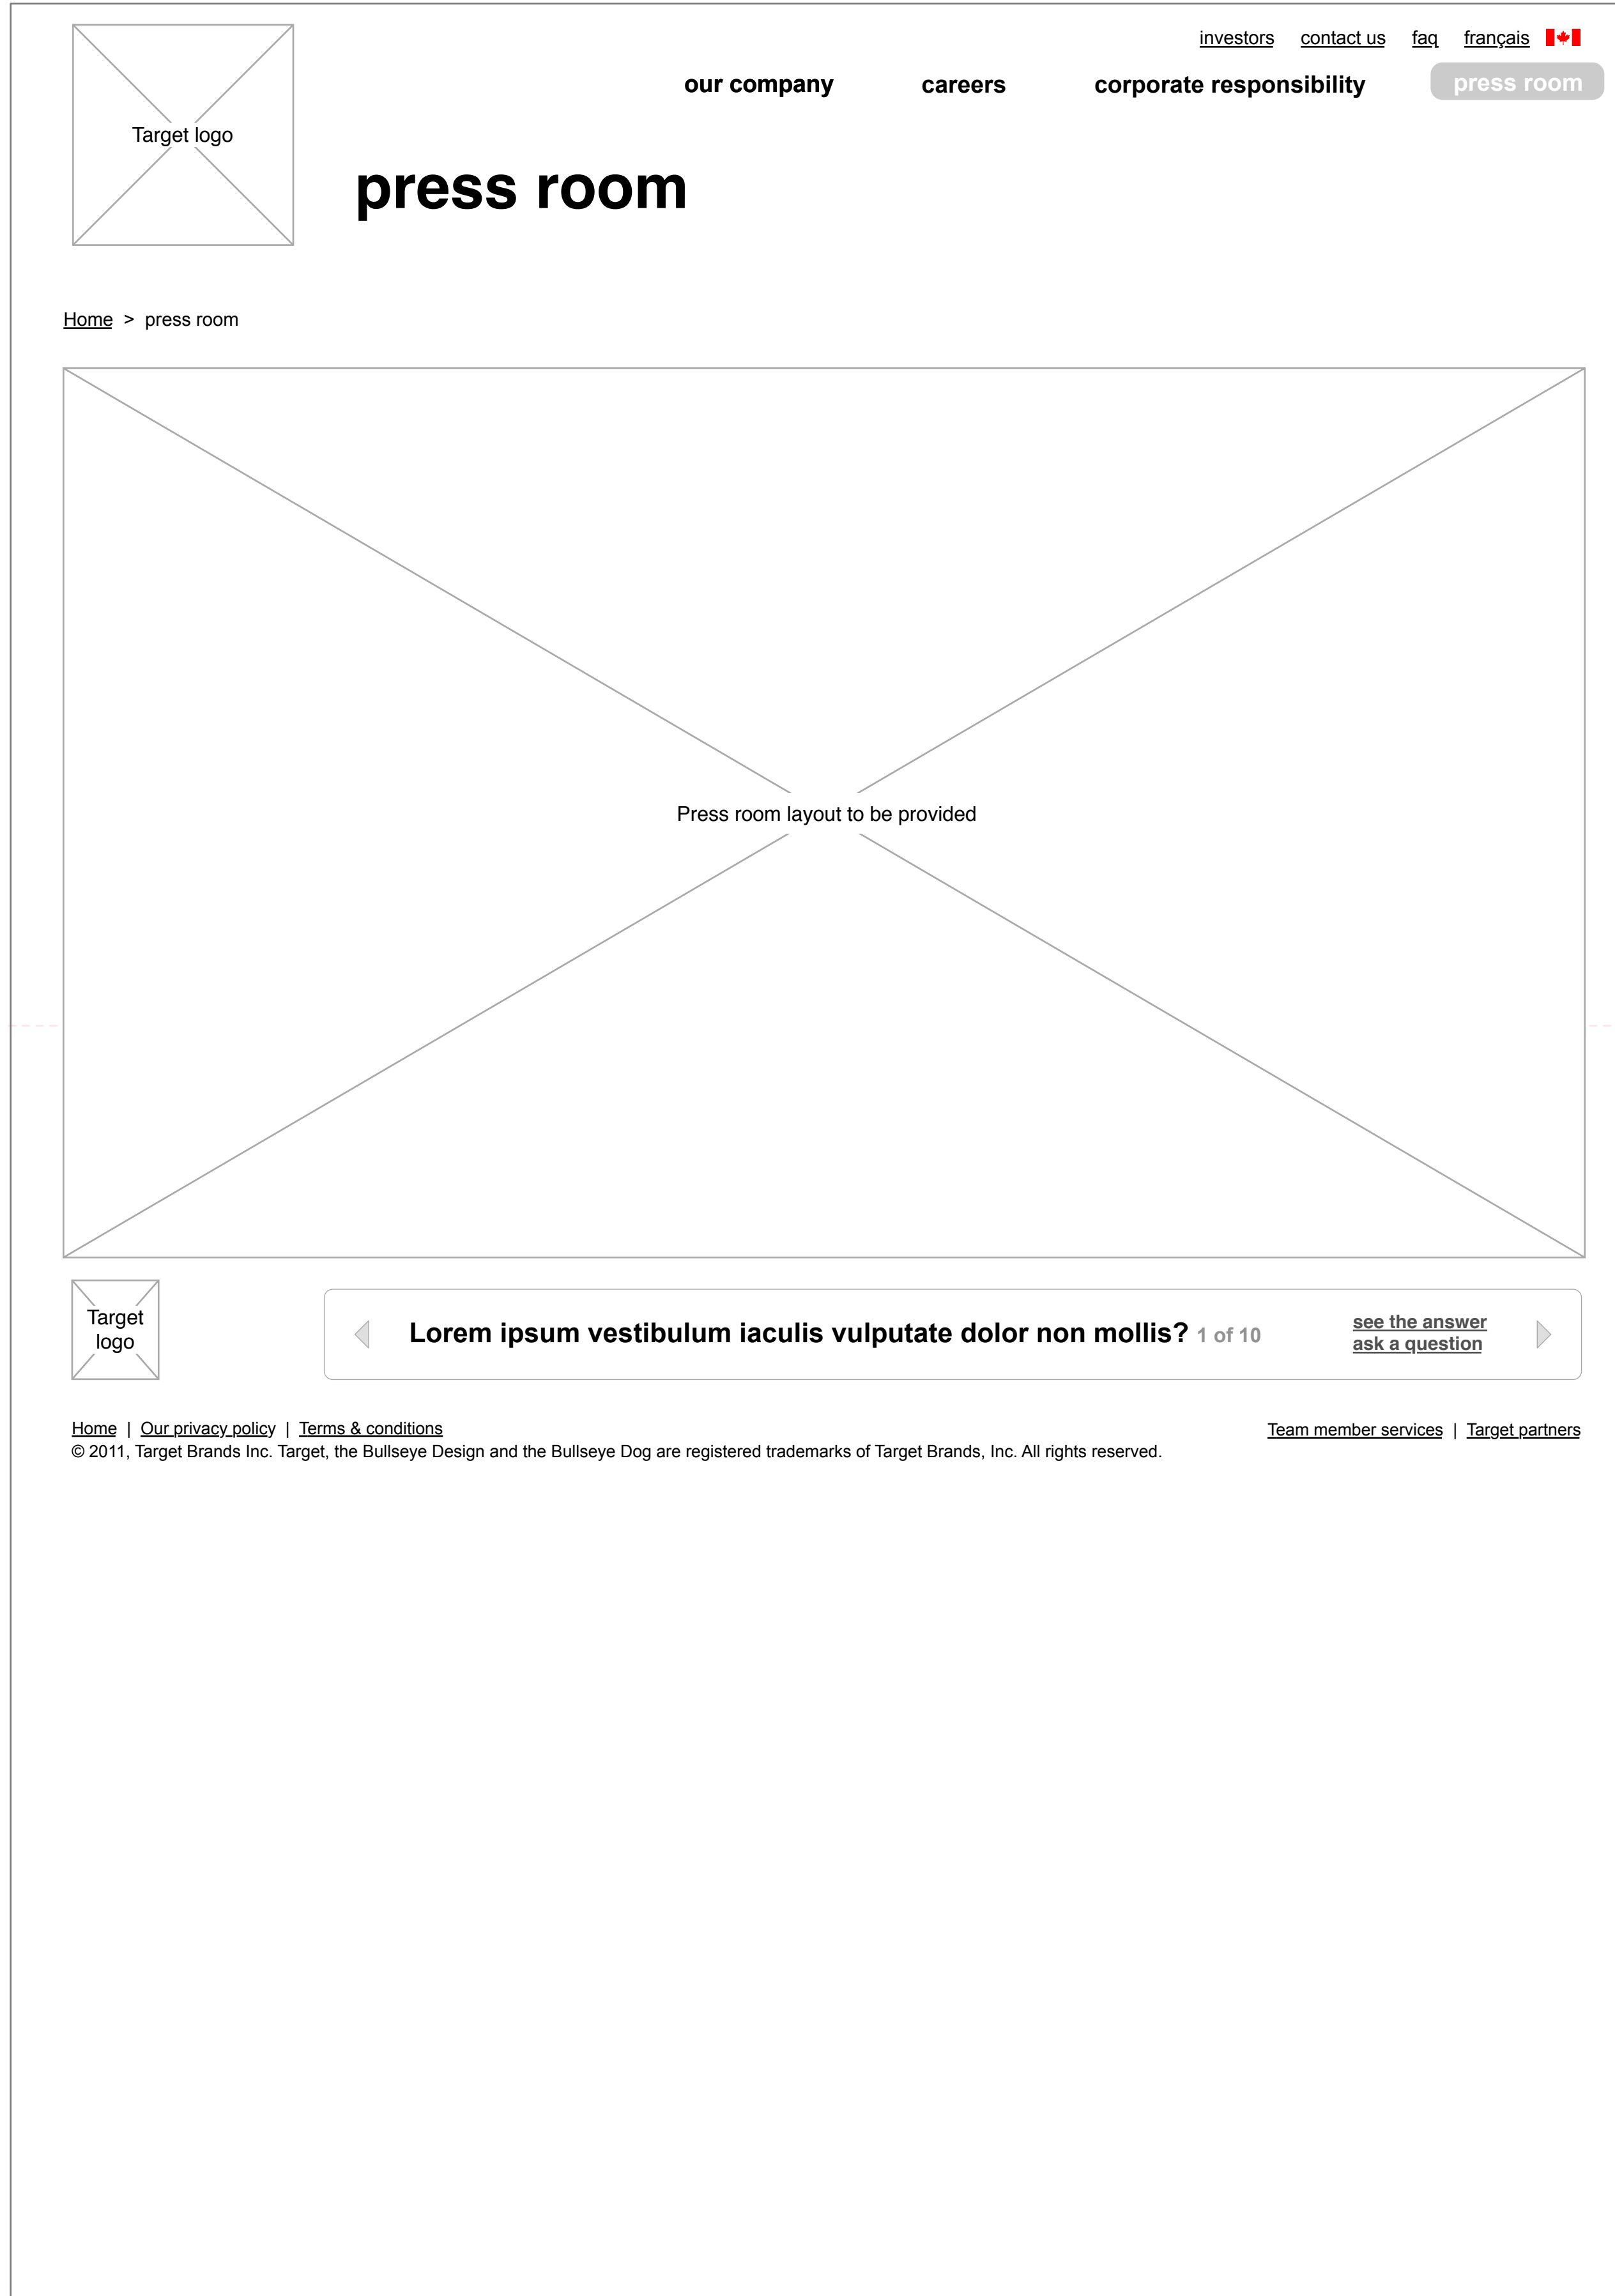 investors contact us faq français
our company careers corporate responsibility press room
Target logo
press room
Home > press room
Press room layout to be provided
Target
logo
Lorem ipsum vestibulum iaculis vulputate dolor non mollis? 1 of 10
see the answer
ask a question
Home | Our privacy policy | Terms & conditions
Team member services | Target partners
© 2011, Target Brands Inc. Target, the Bullseye Design and the Bullseye Dog are registered trademarks of Target Brands, Inc. All rights reserved.